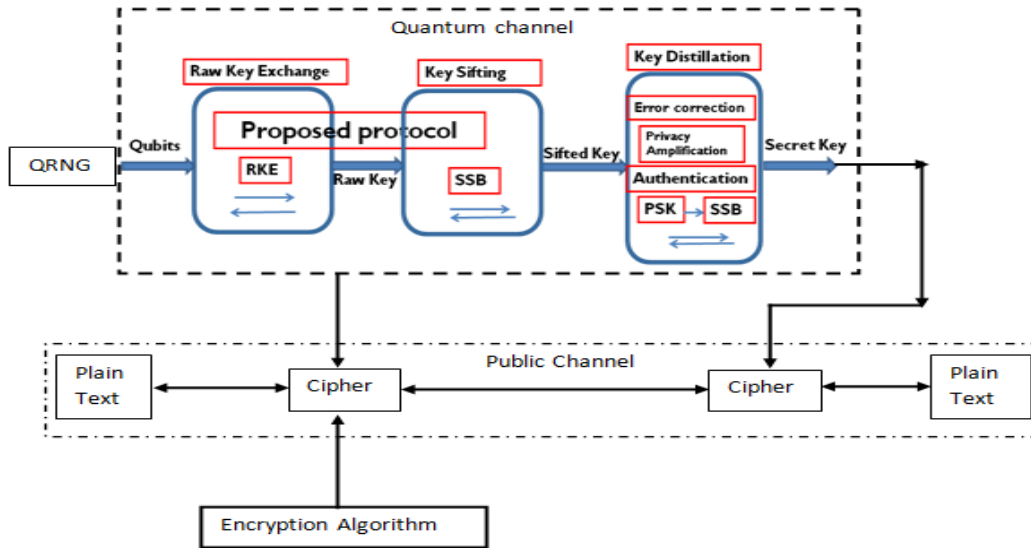 Quantum channel
Raw Key Exchange
Key Sifting
Key Distillation
Proposed protocol
Error correction
Privacy
Amplification
Authentication
QRNG
Qubits
RKE
Raw Key
SSB
Sifted Key
PSK
SSB
Secret Key
Public Channel
Plain
Text
Cipher
Cipher
Plain
Text
Encryption Algorithm